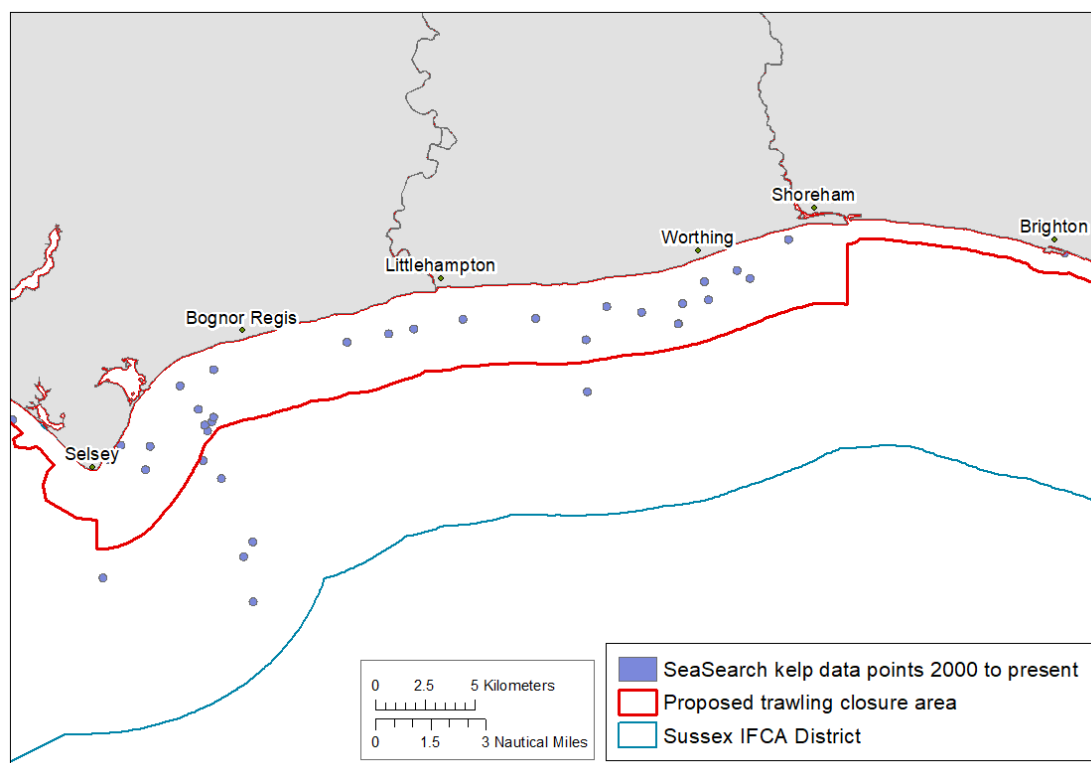 Shoreham
Brighton
Worthing
Littlehampton
Bognor Regis
Selsey
0 2.5 5 Kilometers
0 1.5 3 Nautical Miles
SeaSearch kelp data points 2000 to present
Proposed trawling closure area
Sussex IFCA District